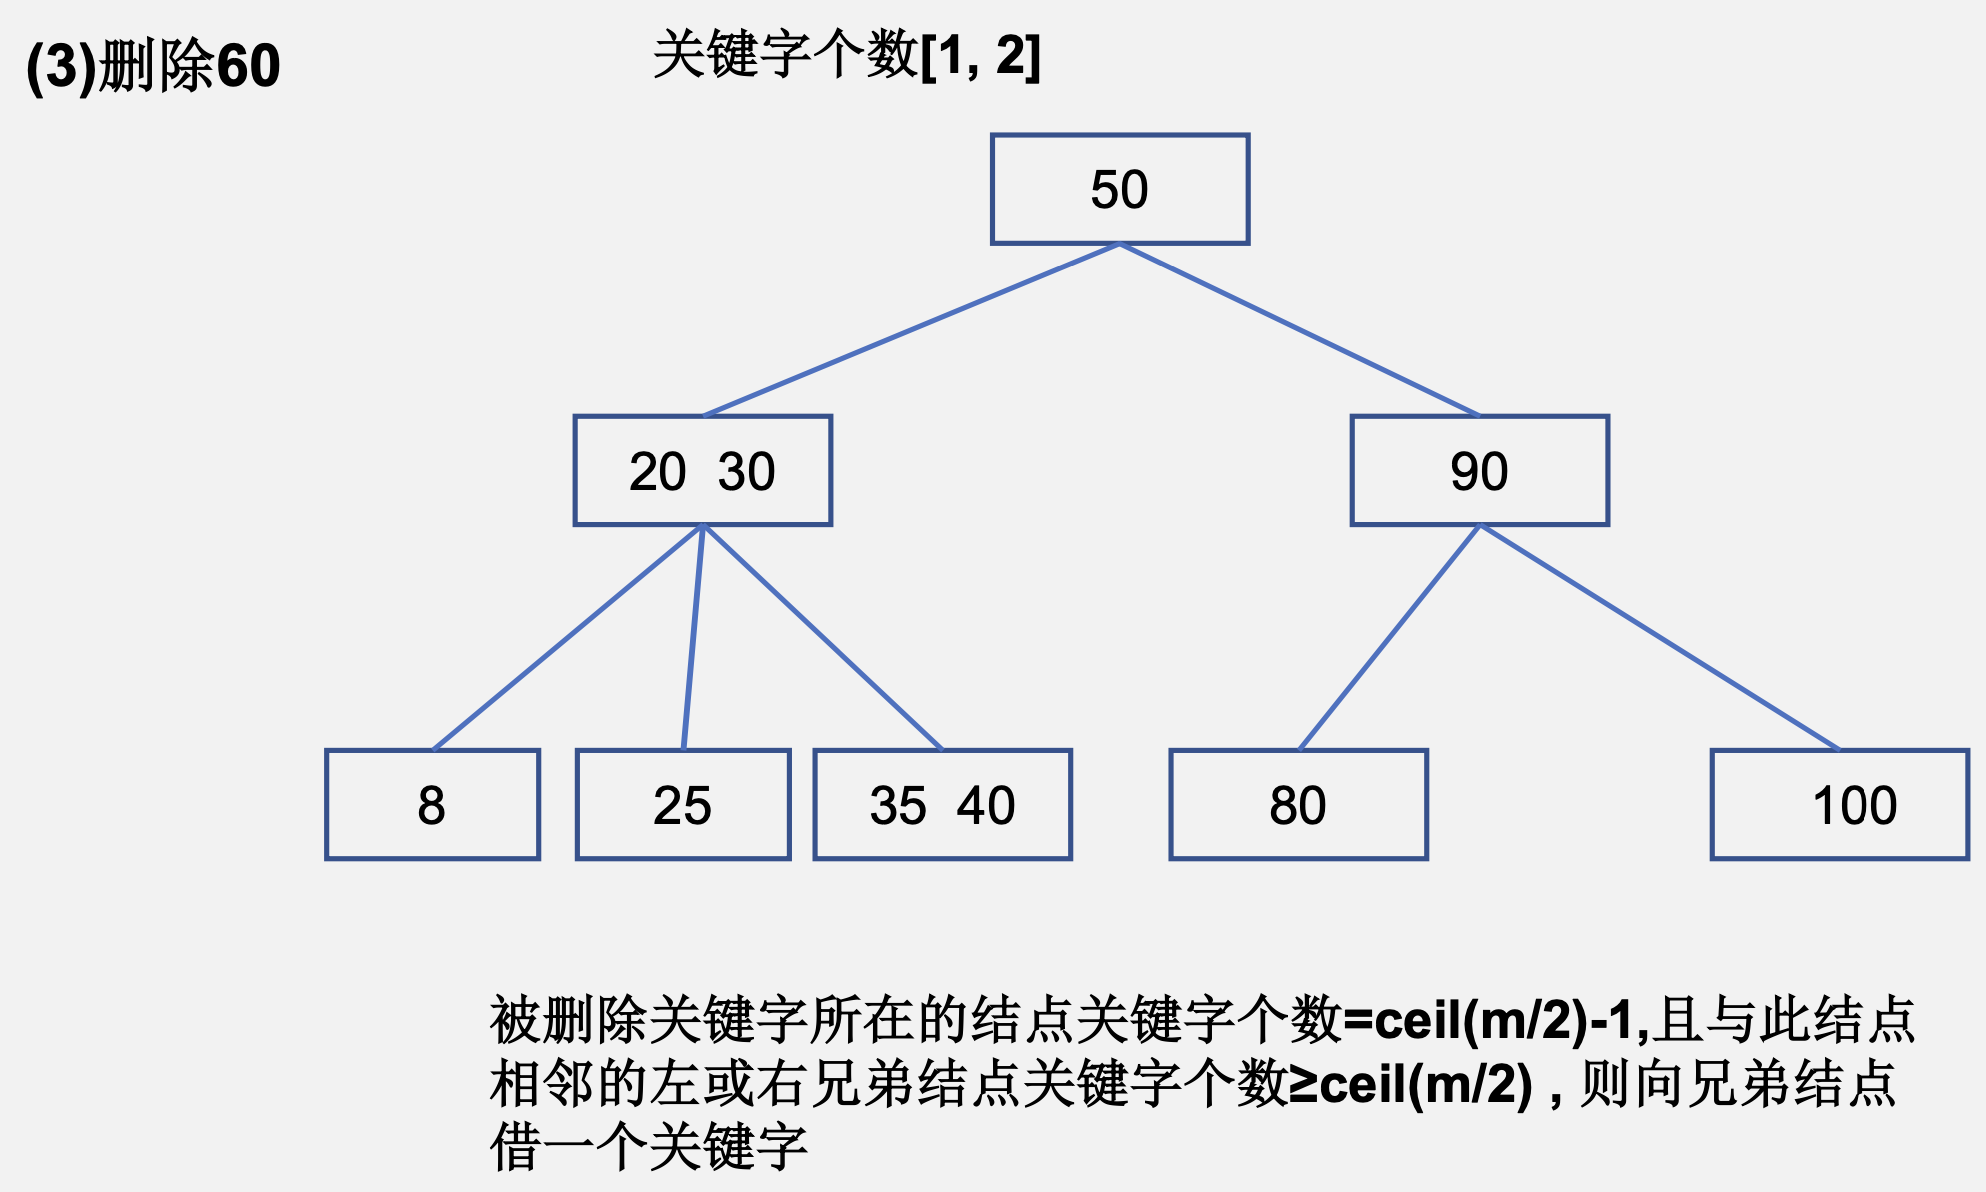 (3)删除60
关键字个数[1, 2]
50
20 30
90
8
25
35 40
80
100
被删除关键字所在的结点关键字个数=ceil(m/2)-1,且与此结点
相邻的左或右兄弟结点关键字个数≥ceil(m/2) , 则向兄弟结点
借一个关键字